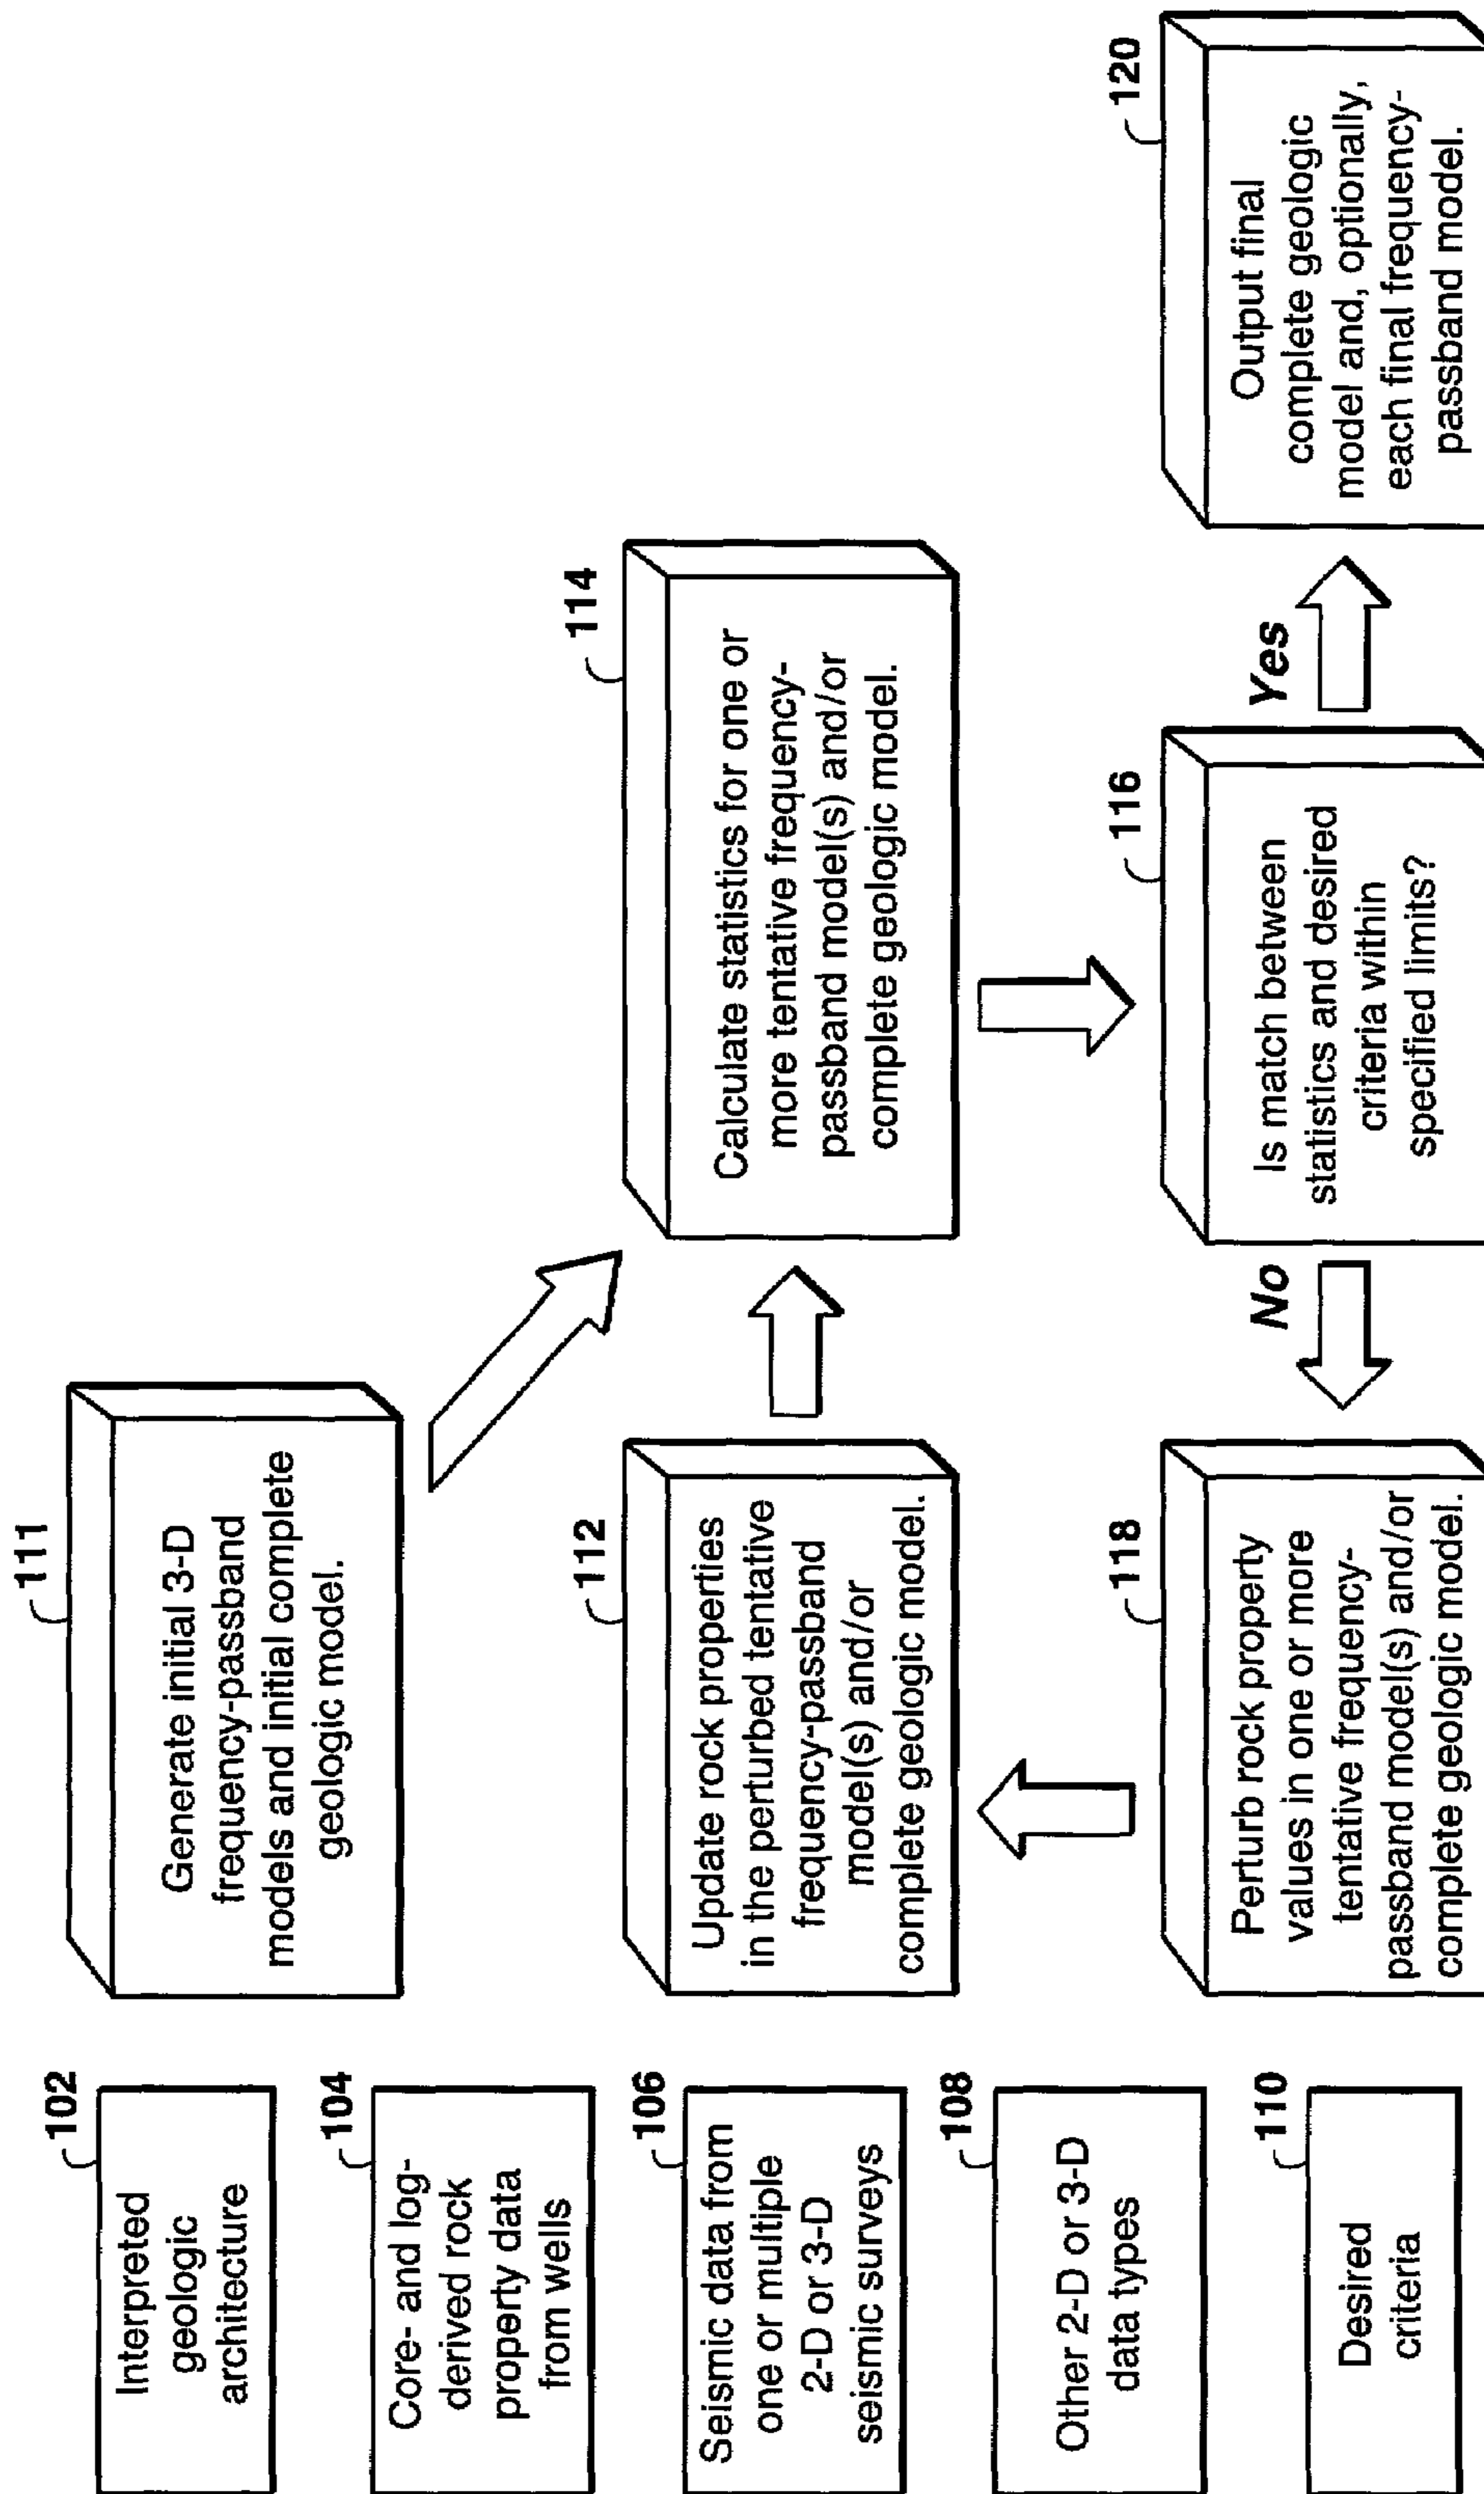 102
Interpreted
geologic
architecture
104
Core- and log-
derived rock
property data
from wells
106
Seismic data from
one or multiple
2-D or 3-D
seismic surveys
108
Other 2-D or 3-D
data types
110
Desired
criteria
111
Generate initial 3-D
frequency-passband
models and initial complete
geologic model.
112
Update rock properties
in the perturbed tentative
frequency-passband
model(s) and/or
complete geologic model.
114
Calculate statistics for one or
more tentative frequency-
passband model(s) and/or
complete geologic model.
118
Perturb rock property
values in one or more
tentative frequency-
passband model(s) and/or
complete geologic model.
No
116
Is match between
statistics and desired
criteria within
specified limits?
Yes
120
Output final
complete geologic
model and, optionally,
each final frequency-
passband model.